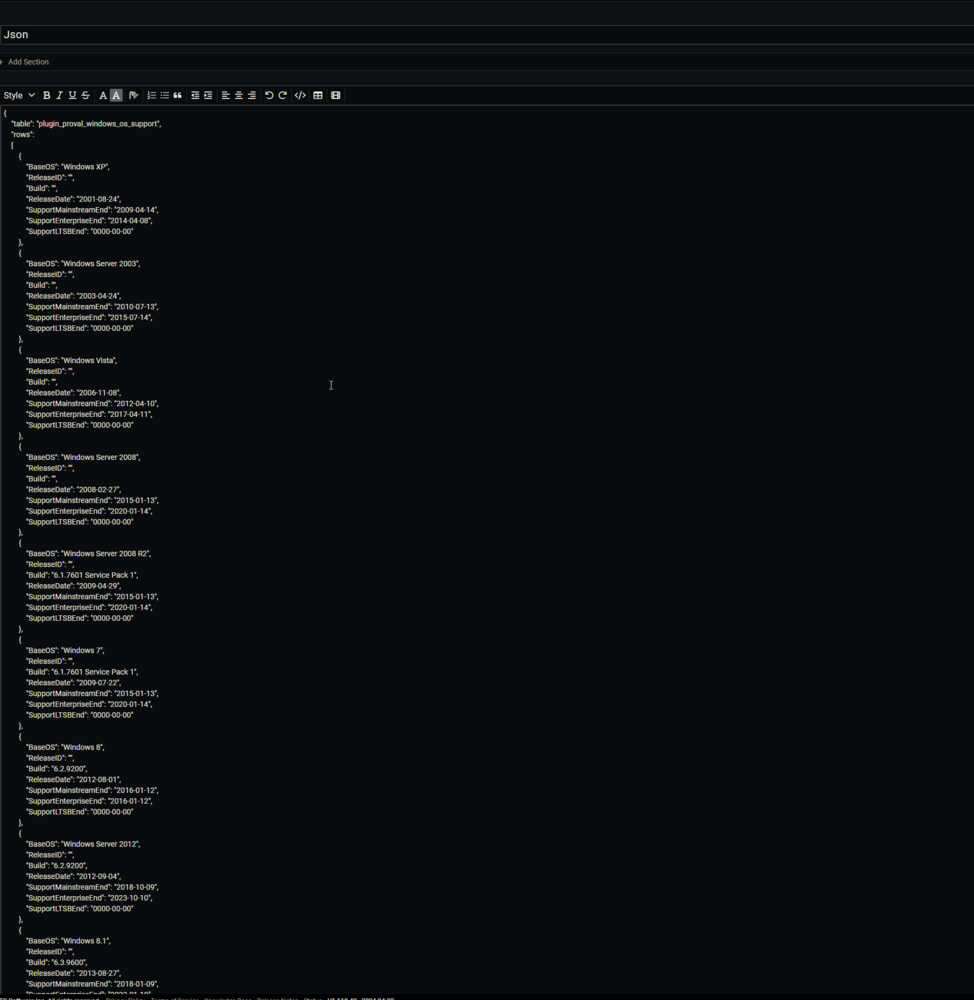 Json
+ Add Section
Style
{
"table": "plugin_proval_windows_os_support",
"rows":
[
{
"BaseOS": "Windows XP",
"ReleaseID": "",
"Build": "",
"ReleaseDate": "2001-08-24",
"SupportMainstreamEnd": "2009-04-14",
"SupportEnterpriseEnd": "2014-04-08",
"SupportLTSBEnd": "0000-00-00"
},
{
"BaseOS": "Windows Server 2003",
"ReleaseID": "",
"Build": "",
"ReleaseDate": "2003-04-24",
"SupportMainstreamEnd": "2010-07-13",
"SupportEnterpriseEnd": "2015-07-14",
"SupportLTSBEnd": "0000-00-00"
},
{
"BaseOS": "Windows Vista",
"ReleaseID": "",
"Build": "",
"ReleaseDate": "2006-11-08",
"SupportMainstreamEnd": "2012-04-10",
"SupportEnterpriseEnd": "2017-04-11",
"SupportLTSBEnd": "0000-00-00"
},
{
"BaseOS": "Windows Server 2008",
"ReleaseID": "",
"Build": "",
"ReleaseDate": "2008-02-27",
"SupportMainstreamEnd": "2015-01-13",
"SupportEnterpriseEnd": "2020-01-14",
"SupportLTSBEnd": "0000-00-00"
},
{
"BaseOS": "Windows Server 2008 R2",
"ReleaseID": "",
"Build": "6.1.7601 Service Pack 1",
"ReleaseDate": "2009-04-29",
"SupportMainstreamEnd": "2015-01-13",
"SupportEnterpriseEnd": "2020-01-14",
"SupportLTSBEnd": "0000-00-00"
},
{
"BaseOS": "Windows 7",
"ReleaseID": "",
"Build": "6.1.7601 Service Pack 1",
"ReleaseDate": "2009-07-22",
"SupportMainstreamEnd": "2015-01-13",
"SupportEnterpriseEnd": "2020-01-14",
"SupportLTSBEnd": "0000-00-00"
},
{
"BaseOS": "Windows 8",
"ReleaseID": "",
"Build": "6.2.9200",
"ReleaseDate": "2012-08-01",
"SupportMainstreamEnd": "2016-01-12",
"SupportEnterpriseEnd": "2016-01-12",
"SupportLTSBEnd": "0000-00-00"
},
{
"BaseOS": "Windows Server 2012",
"ReleaseID": "",
"Build": "6.2.9200",
"ReleaseDate": "2012-09-04",
"SupportMainstreamEnd": "2018-10-09",
"SupportEnterpriseEnd": "2023-10-10",
"SupportLTSBEnd": "0000-00-00"
},
{
"BaseOS": "Windows 8.1",
"ReleaseID": "",
"Build": "6.3.9600",
"ReleaseDate": "2013-08-27",
"SupportMainstreamEnd": "2018-01-09",